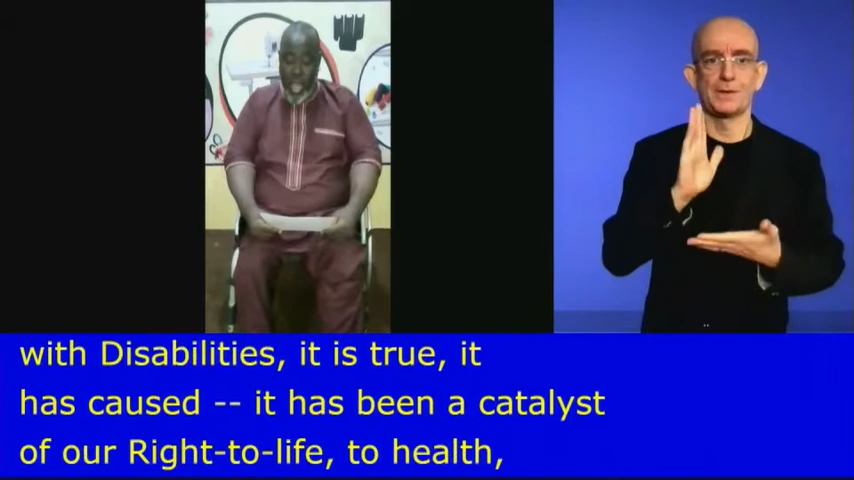 with Disabilities, it is true, it
has caused -- it has been a catalyst
of our Right-to-life, to health,